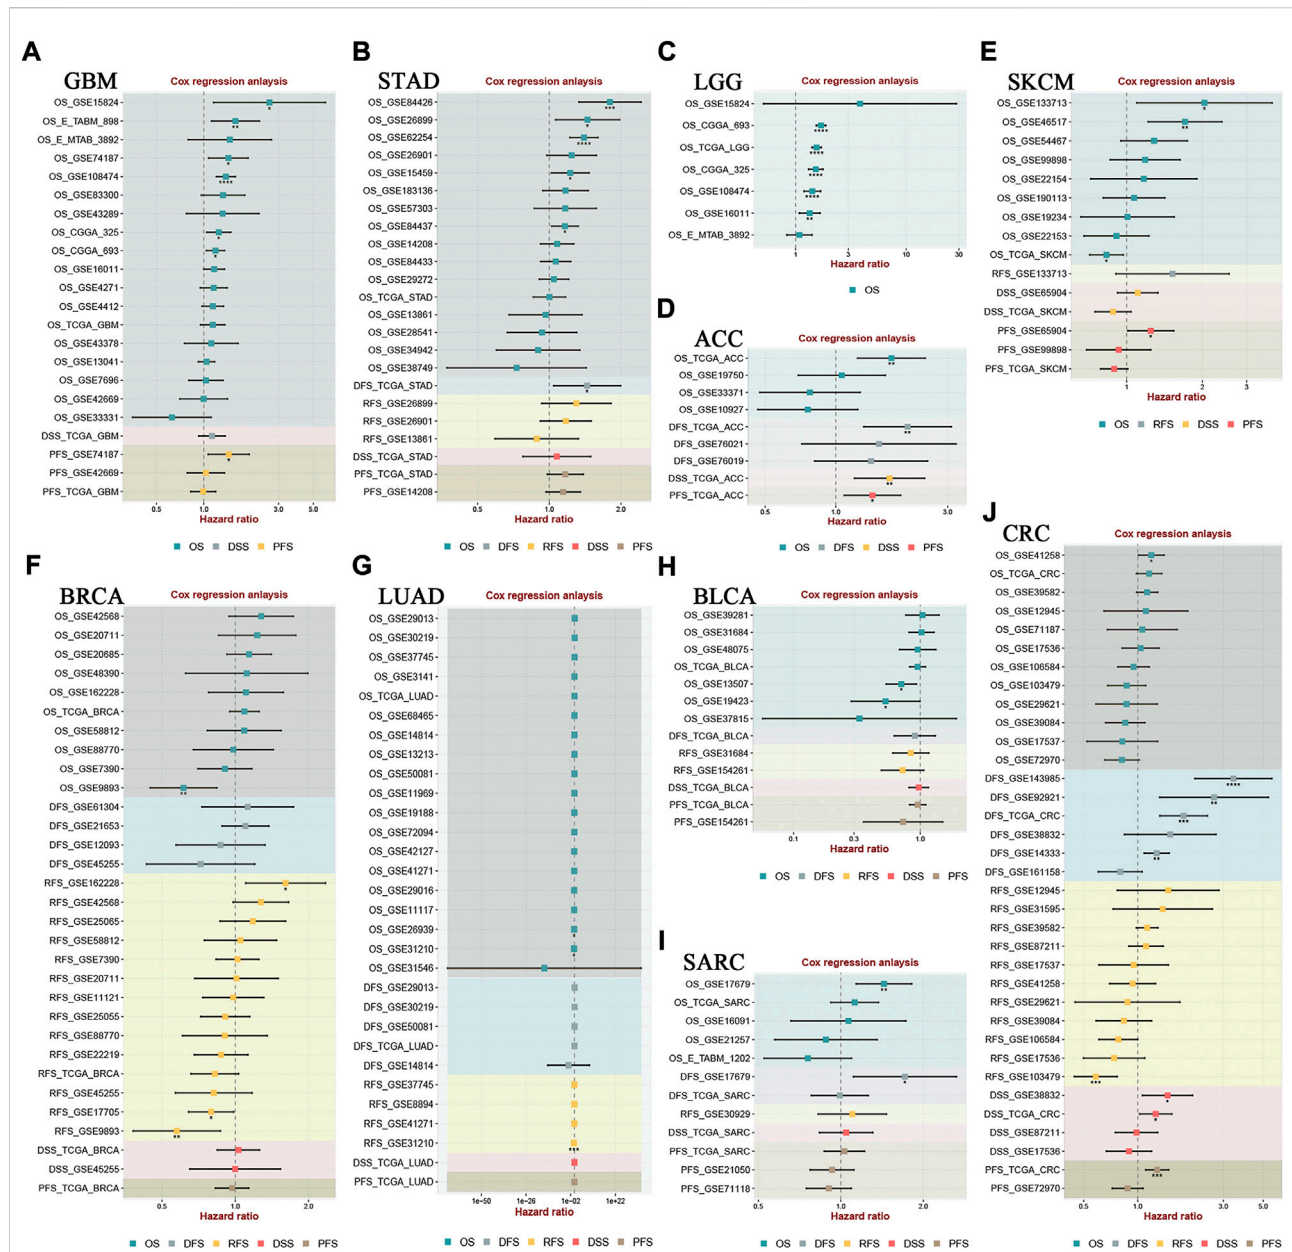 A
GBM
Cox regression anlaysis
OS_GSE15824
*
OS_E_TABM_898
**
OS_E_MTAB_3892
OS_GSE74187
*
OS_GSE108474
****
OS_GSE83300
OS_GSE43289
OS_CGGA_325
*
OS_CGGA_693
*
OS_GSE16011
OS_GSE4271
OS_GSE4412
OS_TCGA_GBM
OS_GSE43378
OS_GSE13041
OS_GSE7696
OS_GSE42669
OS_GSE33331
DSS_TCGA_GBM
PFS_GSE74187
*
PFS_GSE42669
PFS_TCGA_GBM
0.5 1.0 3.0 5.0
Hazard ratio
OS DSS PFS
B
STAD
Cox regression anlaysis
OS_GSE84426
***
OS_GSE26899
*
OS_GSE62254
****
OS_GSE26901
OS_GSE15459
*
OS_GSE183136
OS_GSE57303
OS_GSE84437
*
OS_GSE14208
OS_GSE84433
OS_GSE29272
OS_TCGA_STAD
OS_GSE13861
OS_GSE28541
OS_GSE34942
OS_GSE38749
DFS_TCGA_STAD
*
RFS_GSE26899
RFS_GSE26901
RFS_GSE13861
DSS_TCGA_STAD
PFS_TCGA_STAD
PFS_GSE14208
0.5 1.0 2.0
Hazard ratio
OS DFS RFS DSS PFS
C
LGG
Cox regression anlaysis
OS_GSE15824
OS_CGGA_693
****
OS_TCGA_LGG
****
OS_CGGA_325
****
OS_GSE108474
****
OS_GSE16011
**
OS_E_MTAB_3892
1 3 10 30
Hazard ratio
OS
D
ACC
Cox regression anlaysis
OS_TCGA_ACC
**
OS_GSE19750
OS_GSE33371
OS_GSE10927
DFS_TCGA_ACC
**
DFS_GSE76021
DFS_GSE76019
DSS_TCGA_ACC
**
PFS_TCGA_ACC
*
0.5 1.0 3.0
Hazard ratio
OS DFS DSS PFS
E
SKCM
Cox regression anlaysis
OS_GSE133713
*
OS_GSE46517
**
OS_GSE54467
OS_GSE99898
OS_GSE22154
OS_GSE190113
OS_GSE19234
OS_GSE22153
OS_TCGA_SKCM
*
RFS_GSE133713
DSS_GSE65904
DSS_TCGA_SKCM
PFS_GSE65904
*
PFS_GSE99898
PFS_TCGA_SKCM
1 2 3
Hazard ratio
OS RFS DSS PFS
F
BRCA
Cox regression anlaysis
OS_GSE42568
OS_GSE20711
OS_GSE20685
OS_GSE48390
OS_GSE162228
OS_TCGA_BRCA
OS_GSE58812
OS_GSE88770
OS_GSE7390
OS_GSE9893
**
DFS_GSE61304
DFS_GSE21653
DFS_GSE12093
DFS_GSE45255
RFS_GSE162228
*
RFS_GSE42568
RFS_GSE25065
RFS_GSE58812
RFS_GSE7390
RFS_GSE20711
RFS_GSE11121
RFS_GSE25055
RFS_GSE88770
RFS_GSE22219
RFS_TCGA_BRCA
RFS_GSE45255
RFS_GSE17705
*
RFS_GSE9893
**
DSS_TCGA_BRCA
DSS_GSE45255
PFS_TCGA_BRCA
0.5 1.0 2.0
Hazard ratio
OS DFS RFS DSS PFS
G
LUAD
Cox regression anlaysis
OS_GSE29013
OS_GSE30219
OS_GSE37745
OS_GSE3141
OS_TCGA_LUAD
OS_GSE68465
OS_GSE14814
OS_GSE13213
OS_GSE50081
OS_GSE11969
OS_GSE19188
OS_GSE72094
OS_GSE42127
OS_GSE41271
OS_GSE29016
OS_GSE11117
OS_GSE26939
*
OS_GSE31210
*
OS_GSE31546
DFS_GSE29013
DFS_GSE30219
DFS_GSE50081
DFS_TCGA_LUAD
DFS_GSE14814
RFS_GSE37745
RFS_GSE8894
RFS_GSE41271
RFS_GSE31210
***
DSS_TCGA_LUAD
PFS_TCGA_LUAD
1e-50 1e-26 1e-02 1e+22
Hazard ratio
OS DFS RFS DSS PFS
H
BLCA
Cox regression anlaysis
OS_GSE39281
OS_GSE31684
OS_GSE48075
OS_TCGA_BLCA
OS_GSE13507
*
OS_GSE19423
*
OS_GSE37815
DFS_TCGA_BLCA
RFS_GSE31684
RFS_GSE154261
DSS_TCGA_BLCA
PFS_TCGA_BLCA
PFS_GSE154261
0.1 0.3 1.0
Hazard ratio
OS DFS RFS DSS PFS
I
SARC
Cox regression anlaysis
OS_GSE17679
**
OS_TCGA_SARC
OS_GSE16091
OS_GSE21257
OS_E_TABM_1202
DFS_GSE17679
*
DFS_TCGA_SARC
RFS_GSE30929
DSS_TCGA_SARC
PFS_TCGA_SARC
PFS_GSE21050
PFS_GSE71118
0.5 1.0 2.0
Hazard ratio
OS DFS RFS DSS PFS
J
CRC
Cox regression anlaysis
OS_GSE41258
*
OS_TCGA_CRC
OS_GSE39582
OS_GSE12945
OS_GSE71187
OS_GSE17536
OS_GSE106584
OS_GSE103479
OS_GSE29621
OS_GSE39084
OS_GSE17537
OS_GSE72970
DFS_GSE143985
****
DFS_GSE92921
**
DFS_TCGA_CRC
***
DFS_GSE38832
DFS_GSE14333
**
DFS_GSE161158
RFS_GSE12945
RFS_GSE31595
RFS_GSE39582
RFS_GSE87211
RFS_GSE17537
RFS_GSE41258
RFS_GSE29621
RFS_GSE39084
RFS_GSE106584
RFS_GSE17536
RFS_GSE103479
***
DSS_GSE38832
*
DSS_TCGA_CRC
*
DSS_GSE87211
DSS_GSE17536
PFS_TCGA_CRC
***
PFS_GSE72970
0.5 1.0 3.0 5.0
Hazard ratio
OS DFS RFS DSS PFS